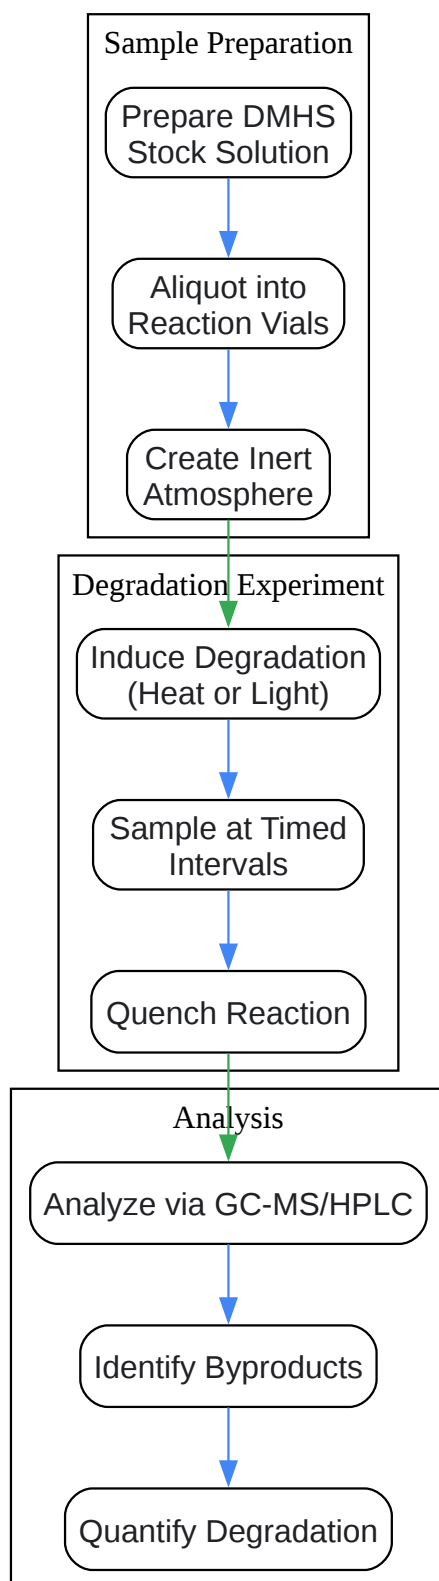 Sample Preparation
Prepare DMHS
Stock Solution
Aliquot into
Reaction Vials
Create Inert
Atmosphere
Degradation Experiment
Induce Degradation
(Heat or Light)
Sample at Timed
Intervals
Quench Reaction
Analysis
Analyze via GC-MS/HPLC
Identify Byproducts
Quantify Degradation